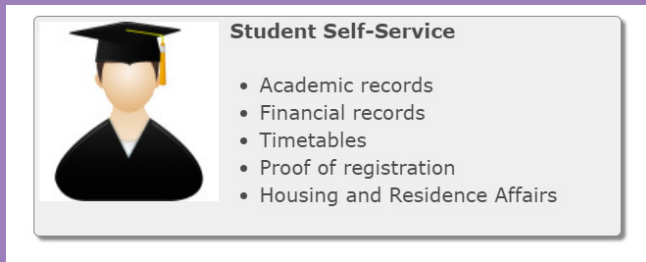 Student Self-Service
• Academic records
• Financial records
• Timetables
• Proof of registration
• Housing and Residence Affairs